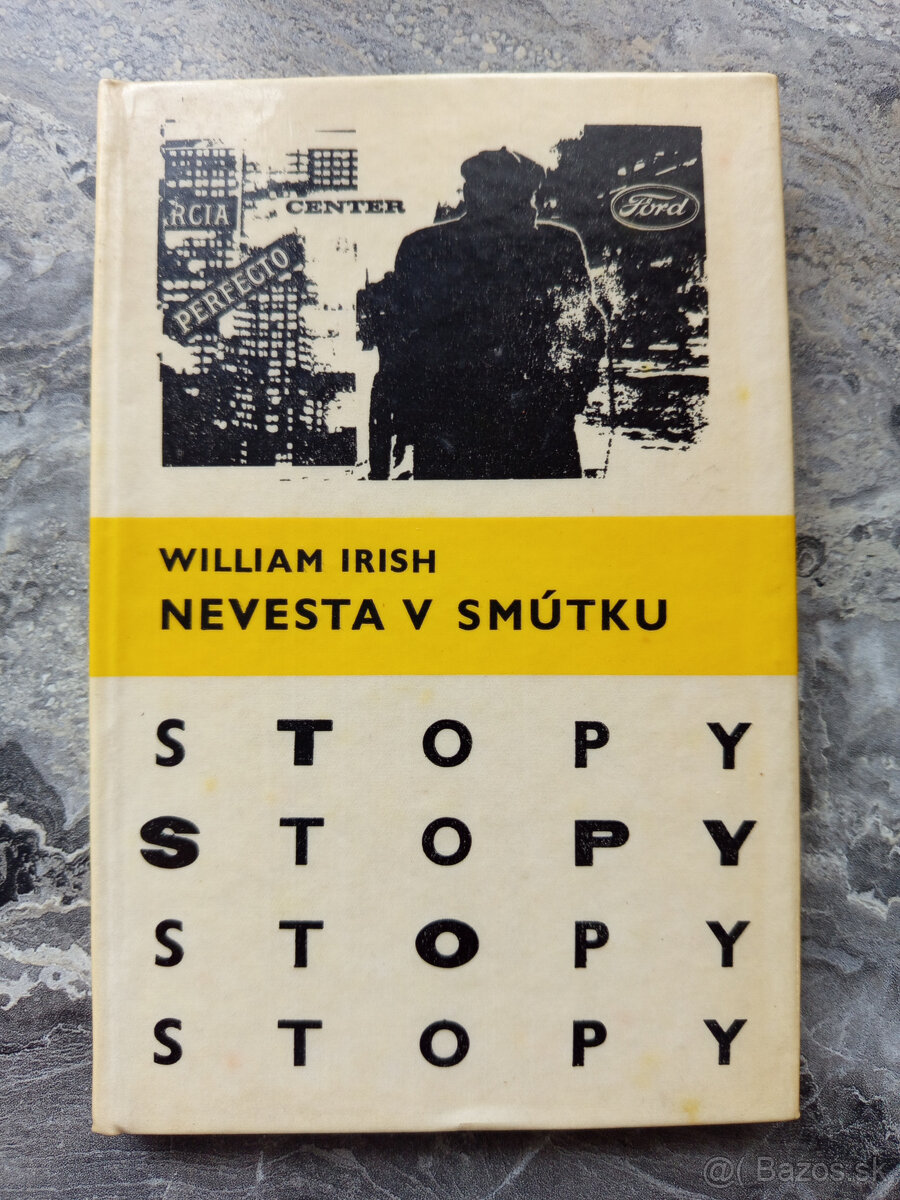 RCIA
CENTER
Ford
PERFECTO
WILLIAM IRISH
NEVESTA V SMÚTKU
S T O P Y
S T O P Y
S T O P Y
S T O P Y
@( Bazos.sk